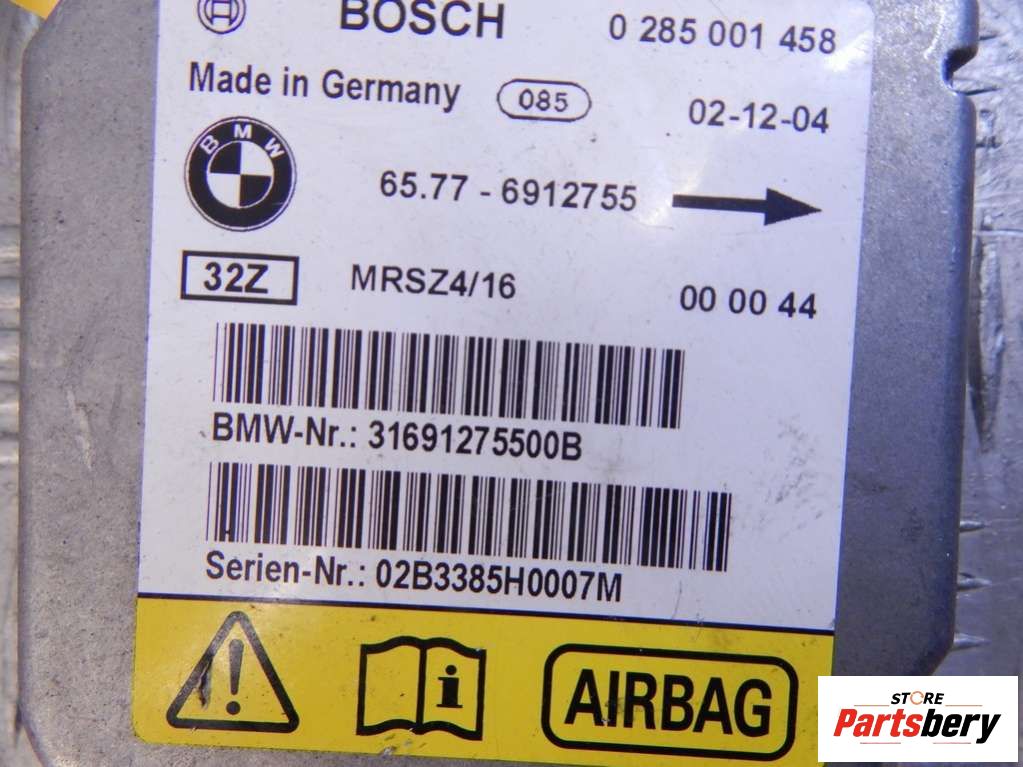 BOSCH 0 285 001 458
Made in Germany 085 02-12-04
BMW
65.77 - 6912755
32Z MRSZ4/16 00 00 44
BMW-Nr.: 31691275500B
Serien-Nr.: 02B3385H0007M
i AIRBAG
STORE
Partsbery